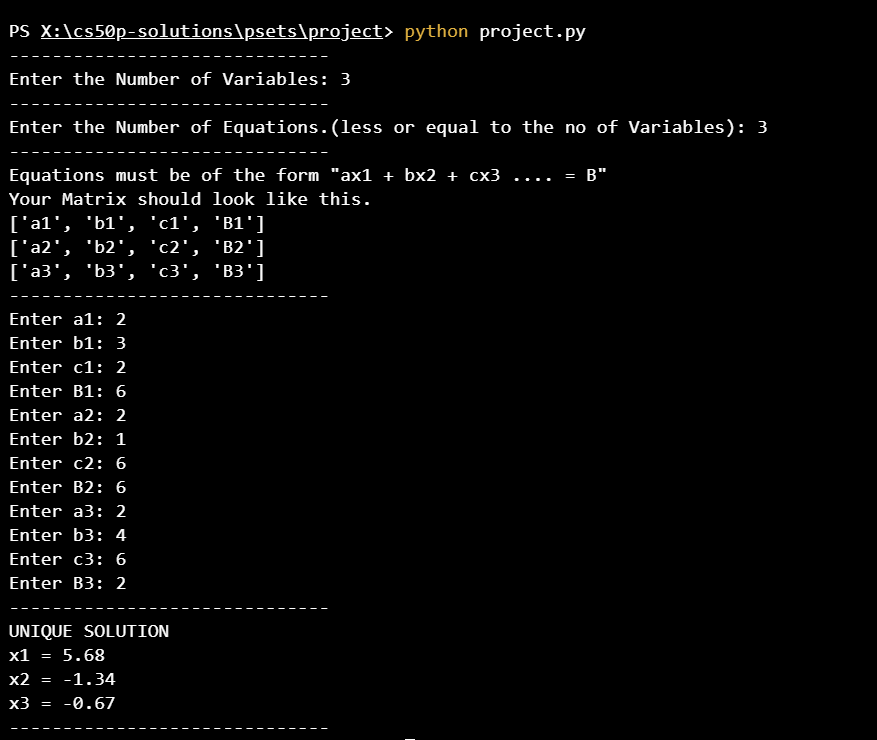 PS X:\cs50p-solutions\psets\project> python project.py
------------------------------
Enter the Number of Variables: 3
------------------------------
Enter the Number of Equations.(less or equal to the no of Variables): 3
------------------------------
Equations must be of the form "ax1 + bx2 + cx3 .... = B"
Your Matrix should look like this.
['a1', 'b1', 'c1', 'B1']
['a2', 'b2', 'c2', 'B2']
['a3', 'b3', 'c3', 'B3']
------------------------------
Enter a1: 2
Enter b1: 3
Enter c1: 2
Enter B1: 6
Enter a2: 2
Enter b2: 1
Enter c2: 6
Enter B2: 6
Enter a3: 2
Enter b3: 4
Enter c3: 6
Enter B3: 2
------------------------------
UNIQUE SOLUTION
x1 = 5.68
x2 = -1.34
x3 = -0.67
------------------------------